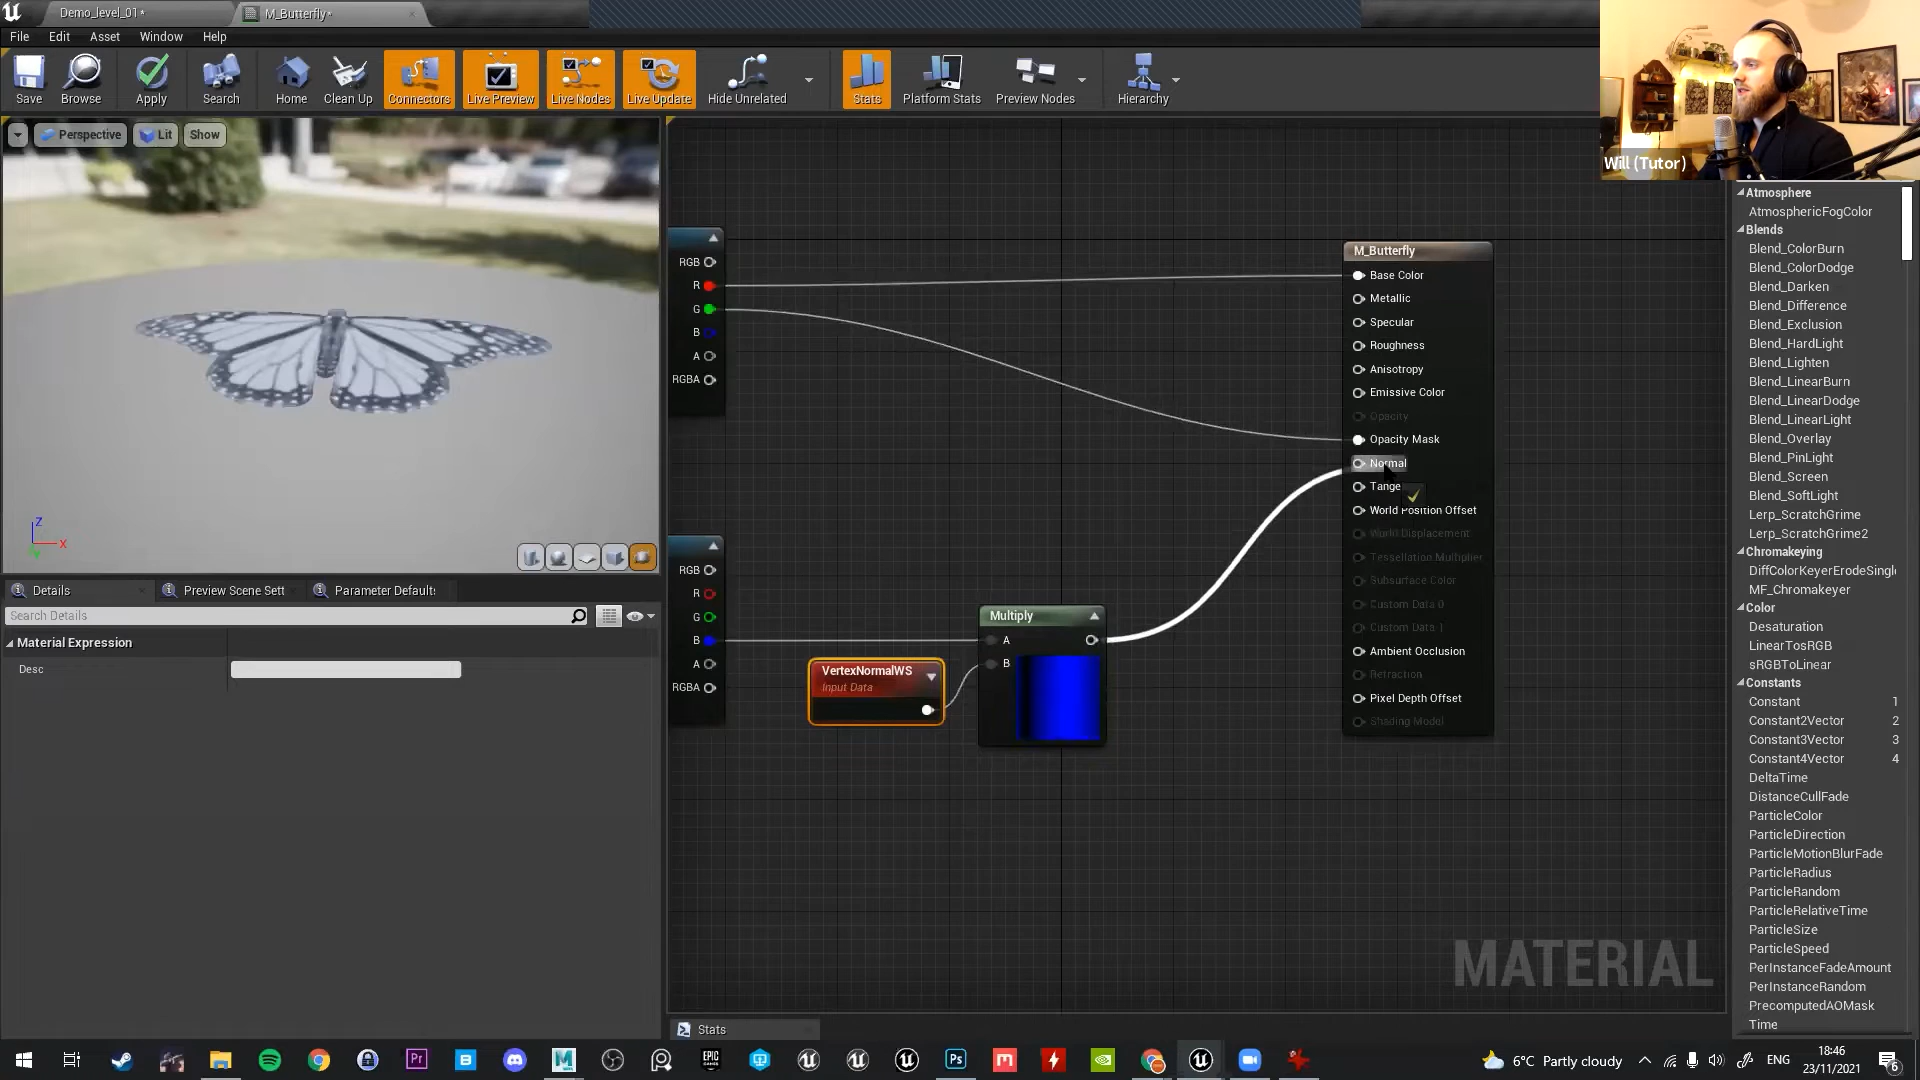 Demo_level_01*
M_Butterfly*
File Edit Asset Window Help
Save Browse Apply Search Home Clean Up Connectors Live Preview Live Nodes Live Update Hide Unrelated Stats Platform Stats Preview Nodes Hierarchy
Will (Tutor)
Perspective Lit Show
Z
X
Y
Details Preview Scene Sett Parameter Defaults
Search Details
Material Expression
Desc
RGB
R
G
B
A
RGBA
RGB
R
G
B
A
RGBA
VertexNormalWS
Input Data
Multiply
A
B
M_Butterfly
Base Color
Metallic
Specular
Roughness
Anisotropy
Emissive Color
Opacity
Opacity Mask
Normal
Tange
World Position Offset
World Displacement
Tessellation Multiplier
Subsurface Color
Custom Data 0
Custom Data 1
Ambient Occlusion
Refraction
Pixel Depth Offset
Shading Model
MATERIAL
Stats
Atmosphere
AtmosphericFogColor
Blends
Blend_ColorBurn
Blend_ColorDodge
Blend_Darken
Blend_Difference
Blend_Exclusion
Blend_HardLight
Blend_Lighten
Blend_LinearBurn
Blend_LinearDodge
Blend_LinearLight
Blend_Overlay
Blend_PinLight
Blend_Screen
Blend_SoftLight
Lerp_ScratchGrime
Lerp_ScratchGrime2
Chromakeying
DiffColorKeyerErodeSingle
MF_Chromakeyer
Color
Desaturation
LinearTosRGB
sRGBToLinear
Constants
Constant 1
Constant2Vector 2
Constant3Vector 3
Constant4Vector 4
DeltaTime
DistanceCullFade
ParticleColor
ParticleDirection
ParticleMotionBlurFade
ParticleRadius
ParticleRandom
ParticleRelativeTime
ParticleSize
ParticleSpeed
PerInstanceFadeAmount
PerInstanceRandom
PrecomputedAOMask
Time
6°C Partly cloudy
ENG
18:46
23/11/2021
6